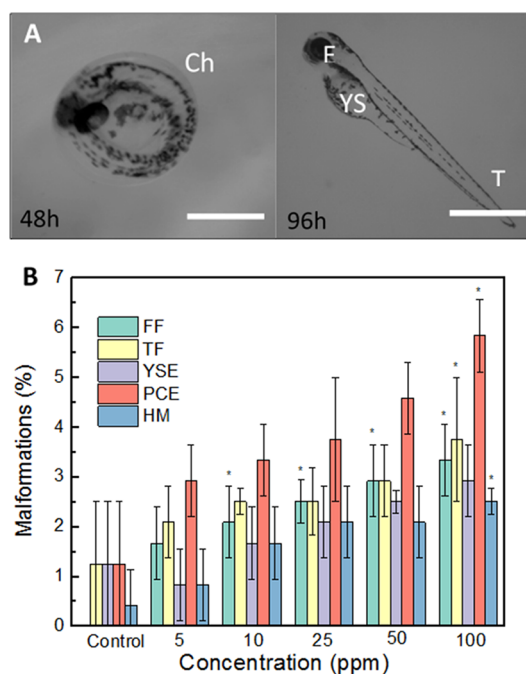 A
Ch
48h
F
YS
T
96h
B
7
6
5
4
3
2
1
0
Malformations (%)
FF
TF
YSE
PCE
HM
*
*
*
*
*
*
*
Control 5 10 25 50 100
Concentration (ppm)